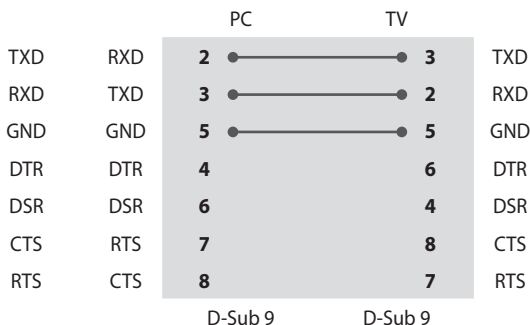 PC TV
TXD RXD 2 3 TXD
RXD TXD 3 2 RXD
GND GND 5 5 GND
DTR DTR 4 6 DTR
DSR DSR 6 4 DSR
CTS RTS 7 8 CTS
RTS CTS 8 7 RTS
D-Sub 9 D-Sub 9